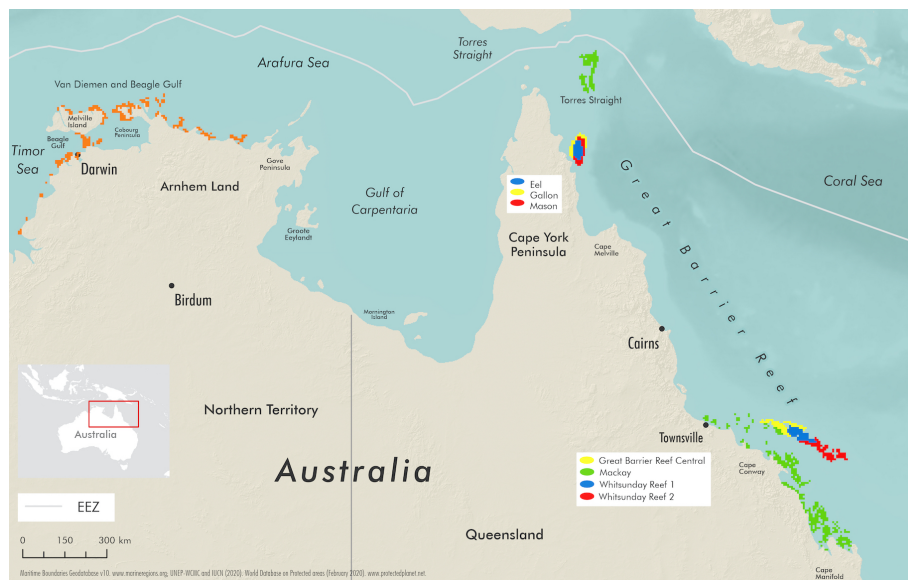 Torres
Straight
Arafura Sea
Van Diemen and Beagle Gulf
Torres Straight
Melville
Island
Cobourg
Peninsula
Beagle
Gulf
Timor
Sea
Darwin
Gove
Peninsula
Arnhem Land
Gulf of
Carpentaria
Coral Sea
Great Barrier Reef
Eel
Gallon
Mason
Groote
Eeylandt
Cape York
Peninsula
Cape
Melville
Birdum
Mornington
Island
Cairns
Northern Territory
Australia
Australia
Townsville
Cape
Conway
Great Barrier Reef Central
Mackay
Whitsunday Reef 1
Whitsunday Reef 2
EEZ
Queensland
0 150 300 km
Cape
Manifold
Maritime Boundaries Geodatabase v10. www.marineregions.org, UNEP-WCMC and IUCN (2020). World Database on Protected areas (February 2020). www.protectedplanet.net.